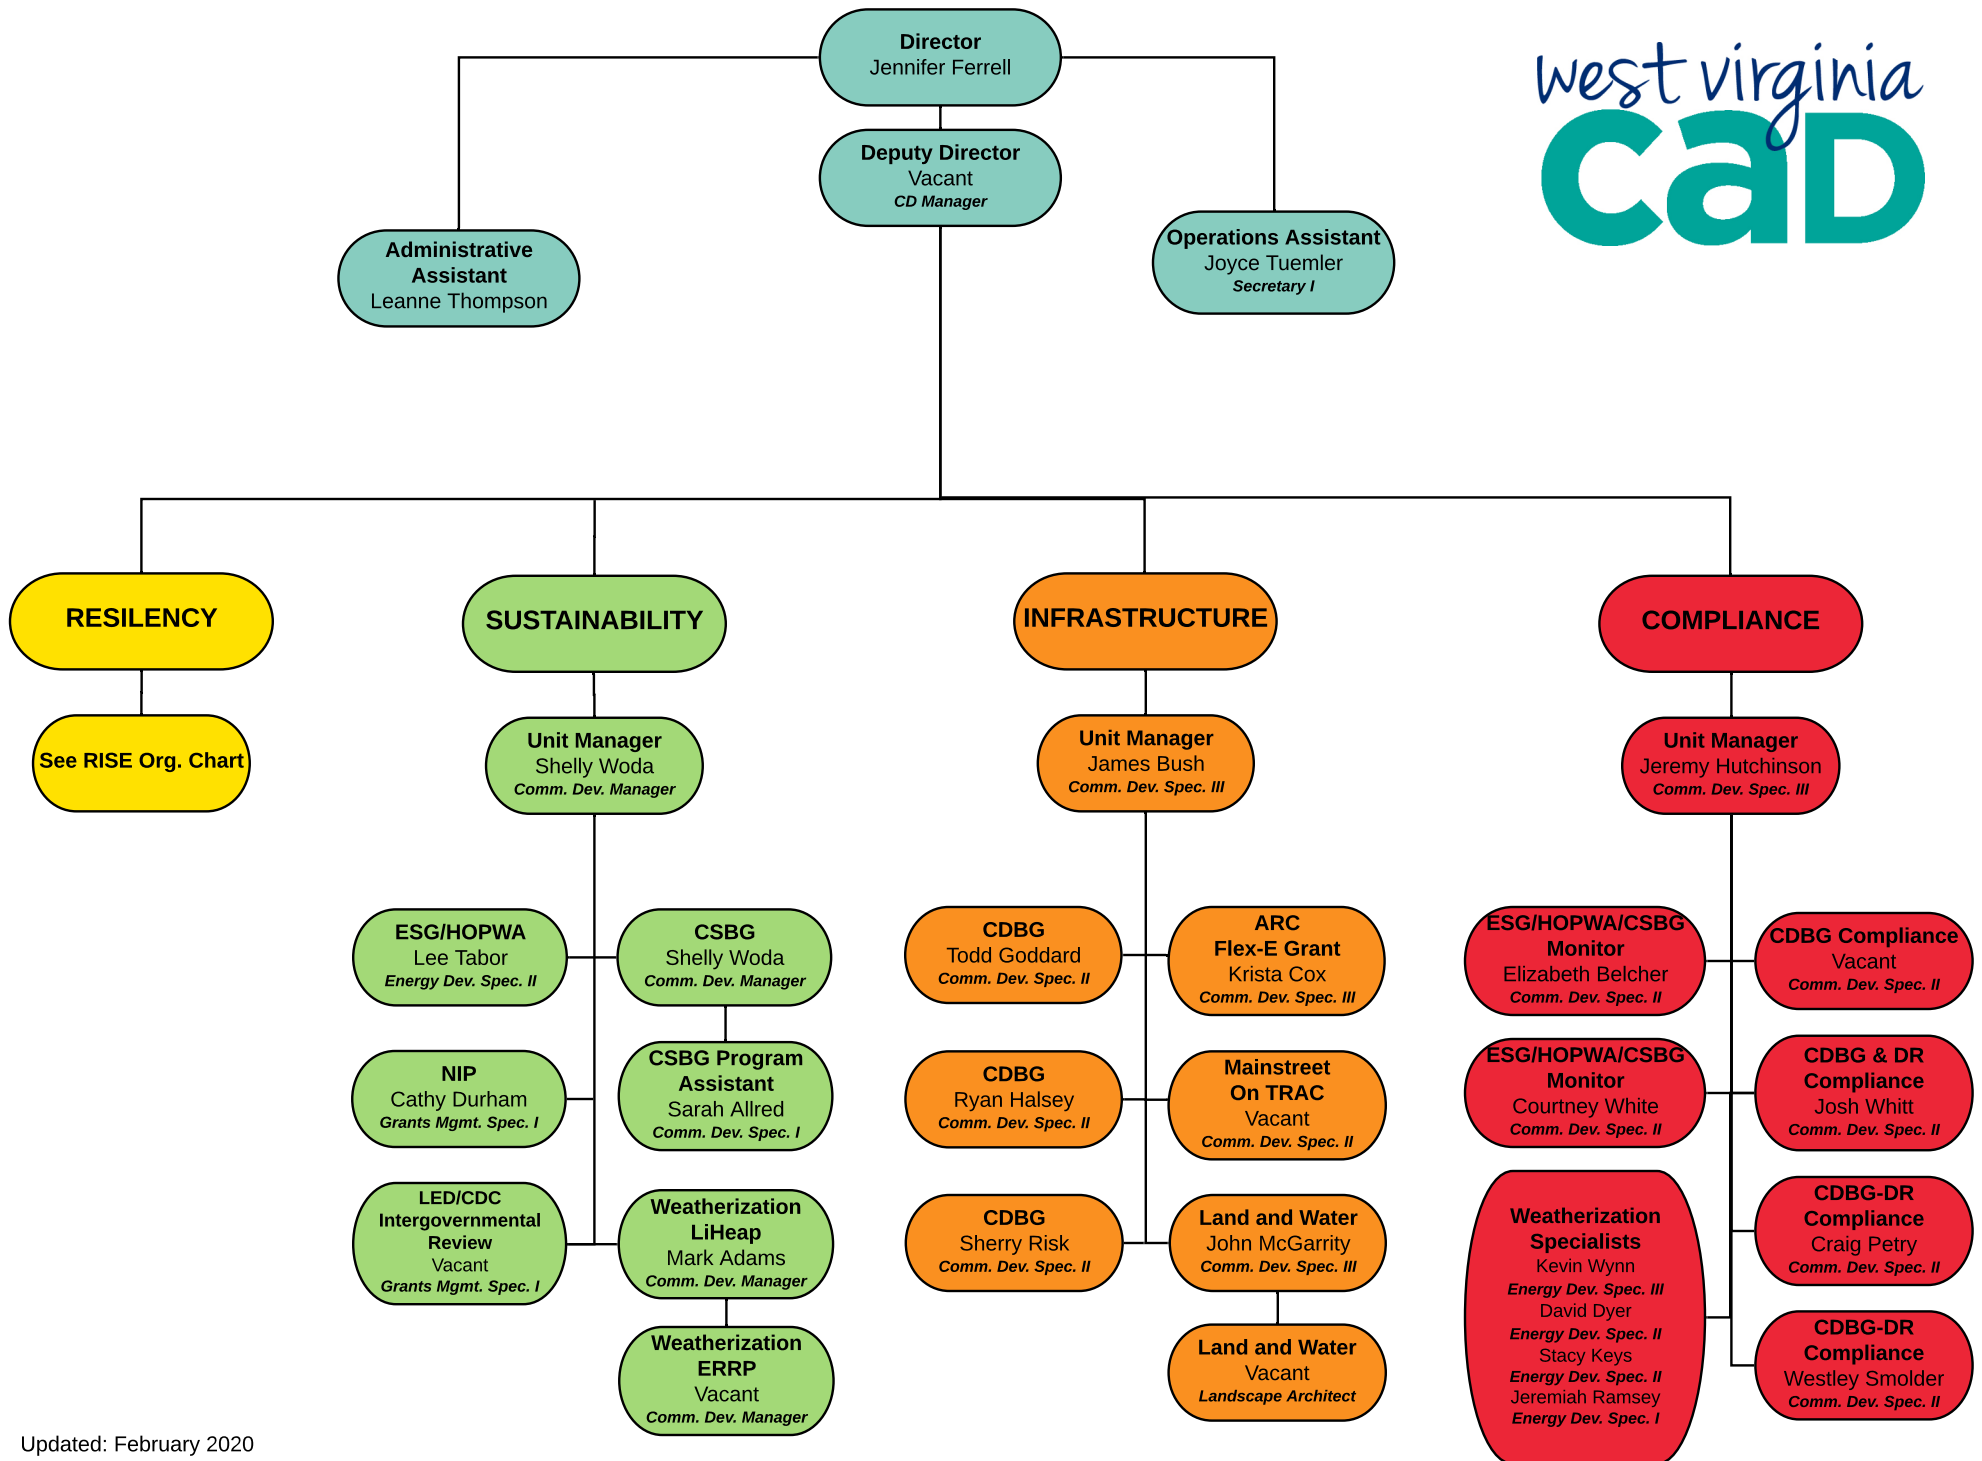 Director
Jennifer Ferrell
west virginia
CAD
Deputy Director
Vacant
CD Manager
Administrative
Assistant
Leanne Thompson
Operations Assistant
Joyce Tuemler
Secretary I
RESILENCY
See RISE Org. Chart
SUSTAINABILITY
Unit Manager
Shelly Woda
Comm. Dev. Manager
ESG/HOPWA
Lee Tabor
Energy Dev. Spec. II
CSBG
Shelly Woda
Comm. Dev. Manager
NIP
Cathy Durham
Grants Mgmt. Spec. I
CSBG Program
Assistant
Sarah Allred
Comm. Dev. Spec. I
LED/CDC
Intergovernmental
Review
Vacant
Grants Mgmt. Spec. I
Weatherization
LiHeap
Mark Adams
Comm. Dev. Manager
Weatherization
ERRP
Vacant
Comm. Dev. Manager
INFRASTRUCTURE
Unit Manager
James Bush
Comm. Dev. Spec. III
CDBG
Todd Goddard
Comm. Dev. Spec. II
ARC
Flex-E Grant
Krista Cox
Comm. Dev. Spec. III
CDBG
Ryan Halsey
Comm. Dev. Spec. II
Mainstreet
On TRAC
Vacant
Comm. Dev. Spec. II
CDBG
Sherry Risk
Comm. Dev. Spec. II
Land and Water
John McGarrity
Comm. Dev. Spec. III
Land and Water
Vacant
Landscape Architect
COMPLIANCE
Unit Manager
Jeremy Hutchinson
Comm. Dev. Spec. III
ESG/HOPWA/CSBG
Monitor
Elizabeth Belcher
Comm. Dev. Spec. II
CDBG Compliance
Vacant
Comm. Dev. Spec. II
ESG/HOPWA/CSBG
Monitor
Courtney White
Comm. Dev. Spec. II
CDBG & DR
Compliance
Josh Whitt
Comm. Dev. Spec. II
Weatherization
Specialists
Kevin Wynn
Energy Dev. Spec. III
David Dyer
Energy Dev. Spec. II
Stacy Keys
Energy Dev. Spec. II
Jeremiah Ramsey
Energy Dev. Spec. I
CDBG-DR
Compliance
Craig Petry
Comm. Dev. Spec. II
CDBG-DR
Compliance
Westley Smolder
Comm. Dev. Spec. II
Updated: February 2020